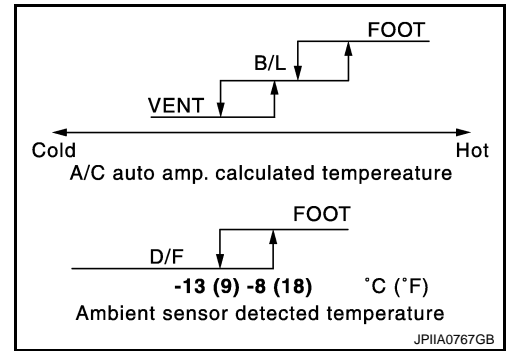 FOOT
B/L
VENT
Cold Hot
A/C auto amp. calculated tempereature
FOOT
D/F
-13 (9) -8 (18) °C (°F)
Ambient sensor detected temperature
JPIIA0767GB